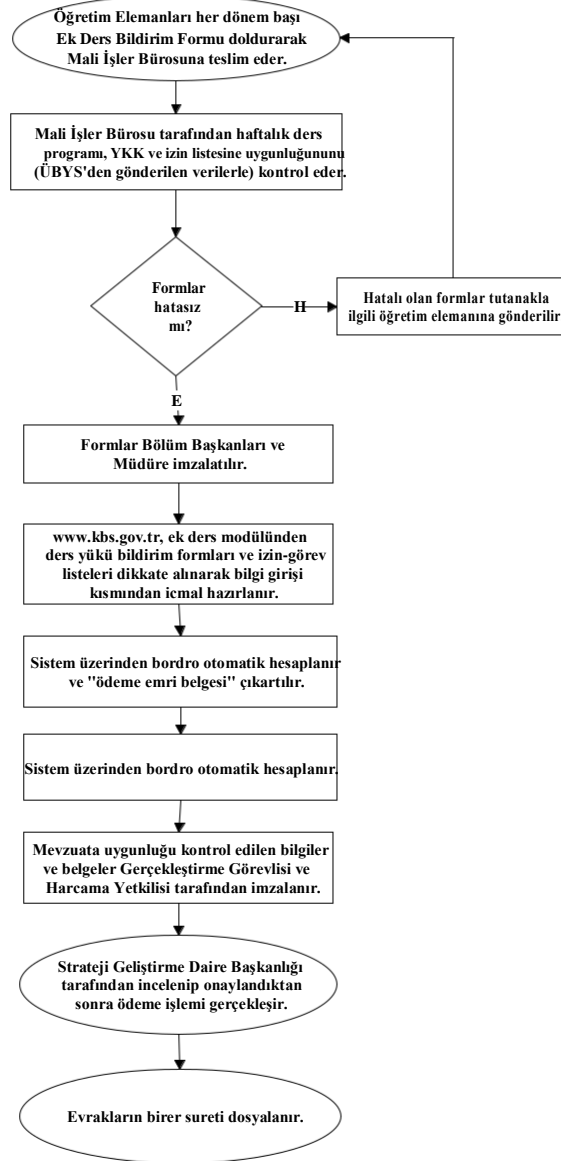 Öğretim Elemanları her dönem başı
Ek Ders Bildirim Formu doldurarak
Mali İşler Bürosuna teslim eder.
Mali İşler Bürosu tarafından haftalık ders
programı, YKK ve izin listesine uygunluğununu
(ÜBYS'den gönderilen verilerle) kontrol eder.
Formlar
hatasız
mı?
H
Hatalı olan formlar tutanakla
ilgili öğretim elemanına gönderilir
E
Formlar Bölüm Başkanları ve
Müdüre imzalatılır.
www.kbs.gov.tr, ek ders modülünden
ders yükü bildirim formları ve izin-görev
listeleri dikkate alınarak bilgi girişi
kısmından icmal hazırlanır.
Sistem üzerinden bordro otomatik hesaplanır
ve "ödeme emri belgesi" çıkartılır.
Sistem üzerinden bordro otomatik hesaplanır.
Mevzuata uygunluğu kontrol edilen bilgiler
ve belgeler Gerçekleştirme Görevlisi ve
Harcama Yetkilisi tarafından imzalanır.
Strateji Geliştirme Daire Başkanlığı
tarafından incelenip onaylandıktan
sonra ödeme işlemi gerçekleşir.
Evrakların birer sureti dosyalanır.